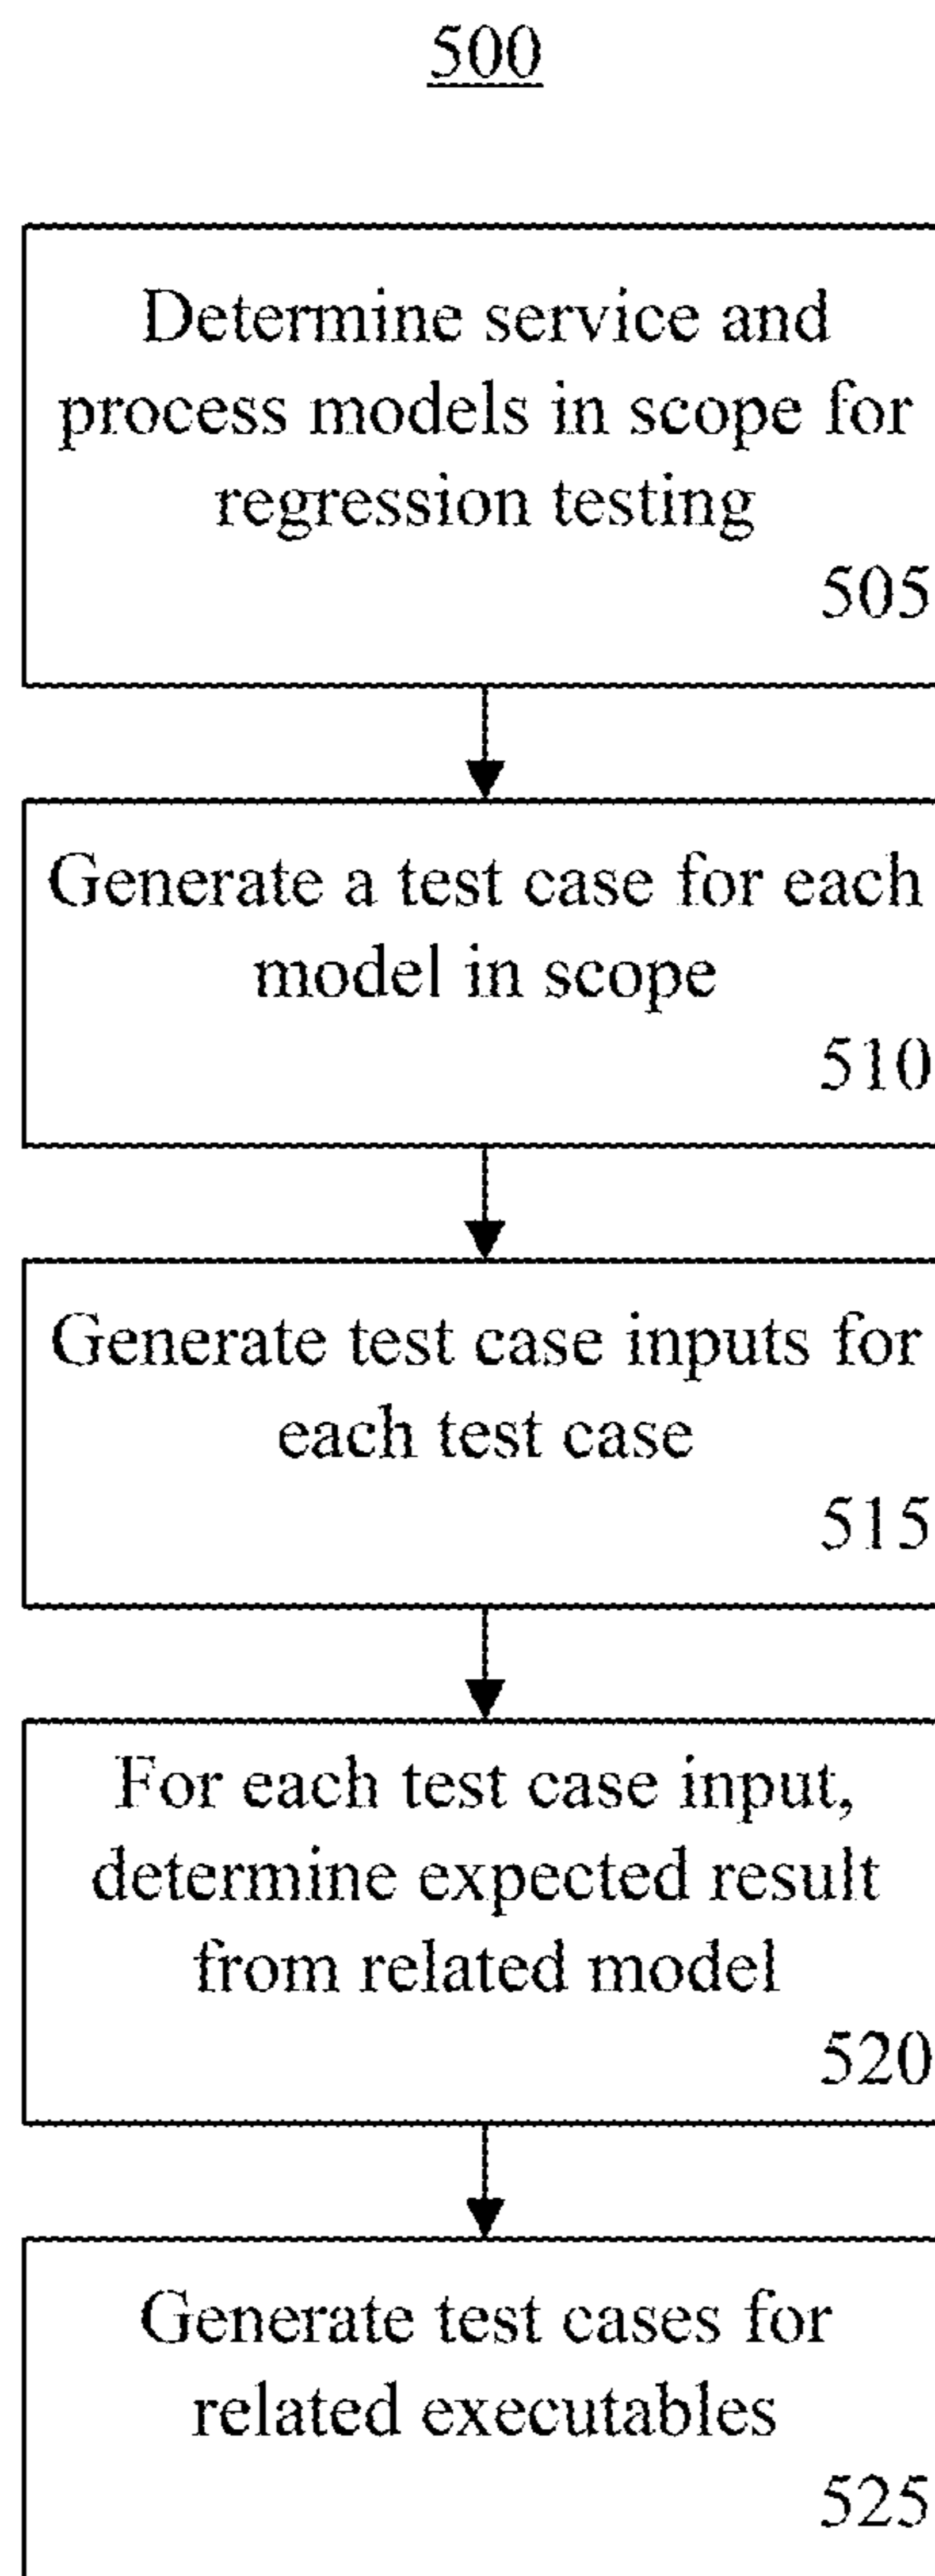 500
Determine service and
process models in scope for
regression testing
505
Generate a test case for each
model in scope
510
Generate test case inputs for
each test case
515
For each test case input,
determine expected result
from related model
520
Generate test cases for
related executables
525